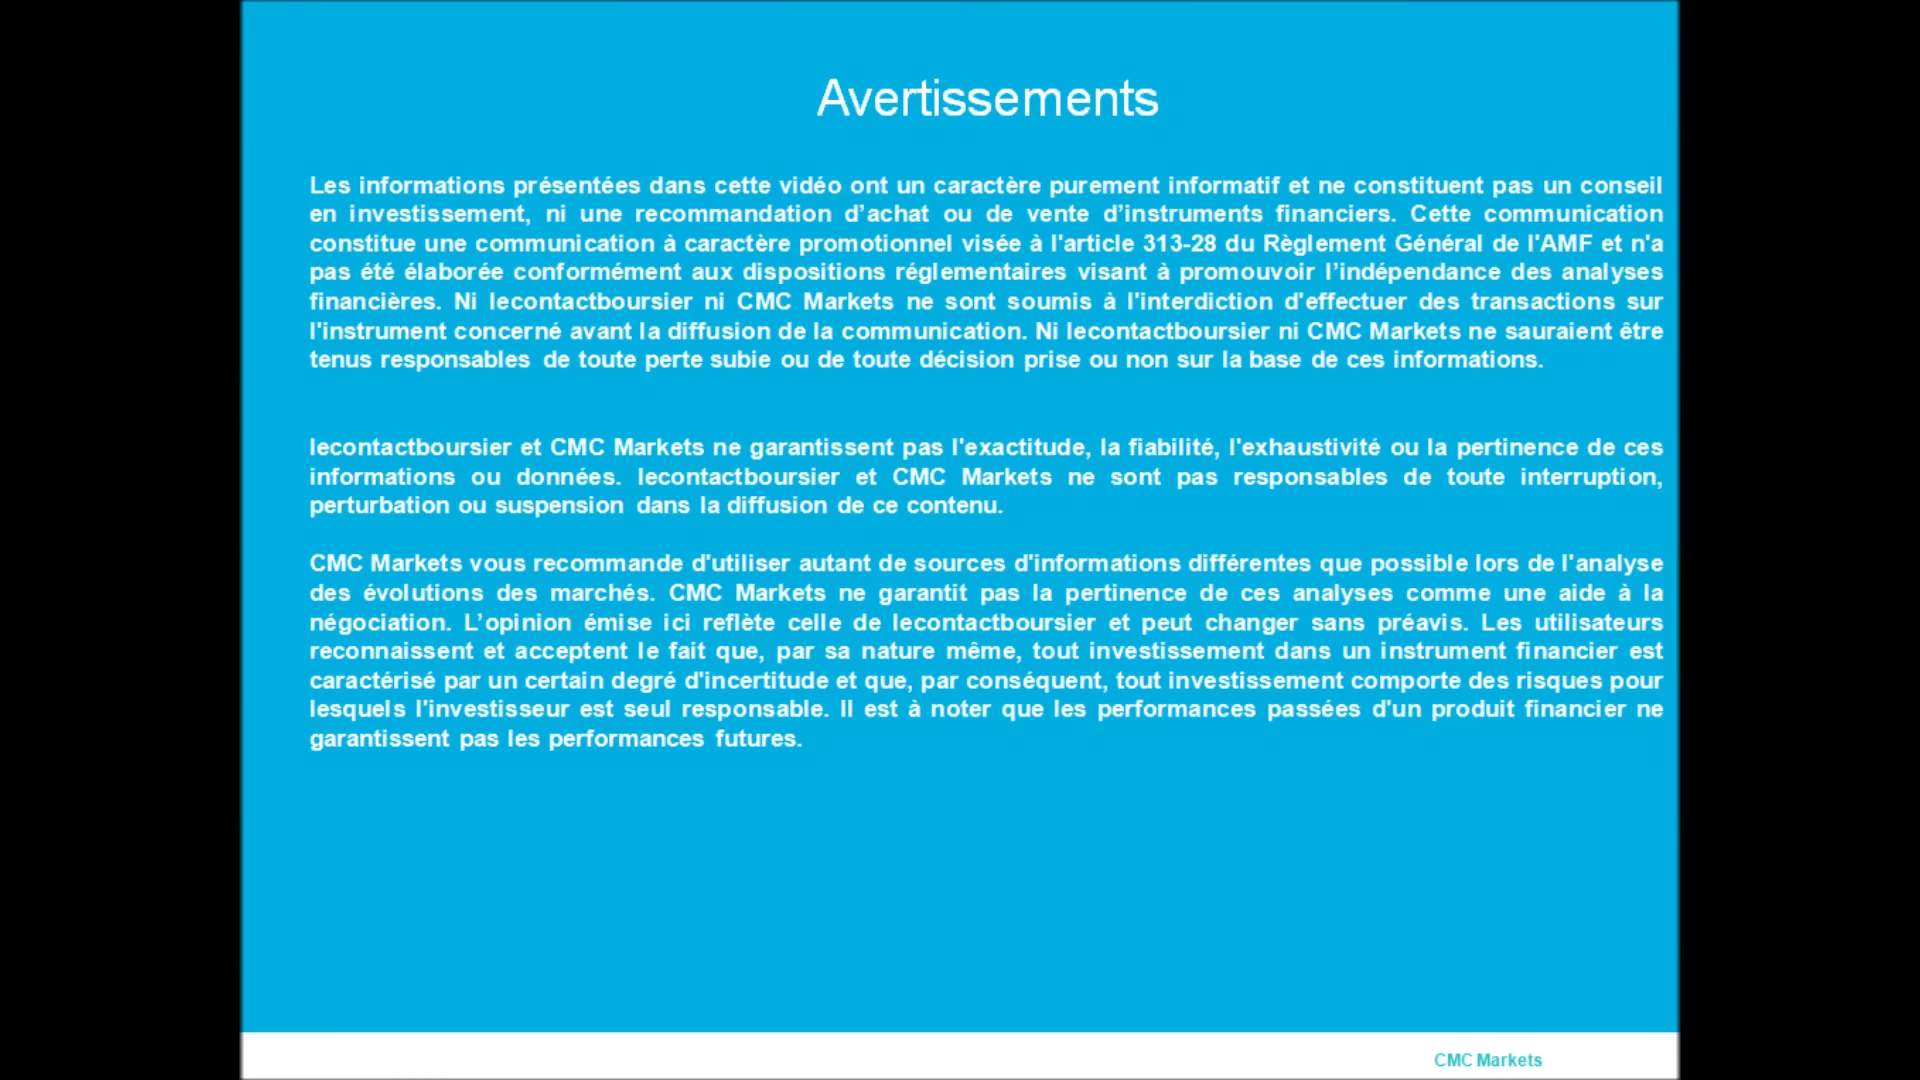 Avertissements
Les informations présentées dans cette vidéo ont un caractère purement informatif et ne constituent pas un conseil
en investissement, ni une recommandation d’achat ou de vente d’instruments financiers. Cette communication
constitue une communication à caractère promotionnel visée à l'article 313-28 du Règlement Général de l'AMF et n'a
pas été élaborée conformément aux dispositions réglementaires visant à promouvoir l’indépendance des analyses
financières. Ni lecontactboursier ni CMC Markets ne sont soumis à l'interdiction d'effectuer des transactions sur
l'instrument concerné avant la diffusion de la communication. Ni lecontactboursier ni CMC Markets ne sauraient être
tenus responsables de toute perte subie ou de toute décision prise ou non sur la base de ces informations.
lecontactboursier et CMC Markets ne garantissent pas l'exactitude, la fiabilité, l'exhaustivité ou la pertinence de ces
informations ou données. lecontactboursier et CMC Markets ne sont pas responsables de toute interruption,
perturbation ou suspension dans la diffusion de ce contenu.
CMC Markets vous recommande d'utiliser autant de sources d'informations différentes que possible lors de l'analyse
des évolutions des marchés. CMC Markets ne garantit pas la pertinence de ces analyses comme une aide à la
négociation. L’opinion émise ici reflète celle de lecontactboursier et peut changer sans préavis. Les utilisateurs
reconnaissent et acceptent le fait que, par sa nature même, tout investissement dans un instrument financier est
caractérisé par un certain degré d'incertitude et que, par conséquent, tout investissement comporte des risques pour
lesquels l'investisseur est seul responsable. Il est à noter que les performances passées d'un produit financier ne
garantissent pas les performances futures.
CMC Markets